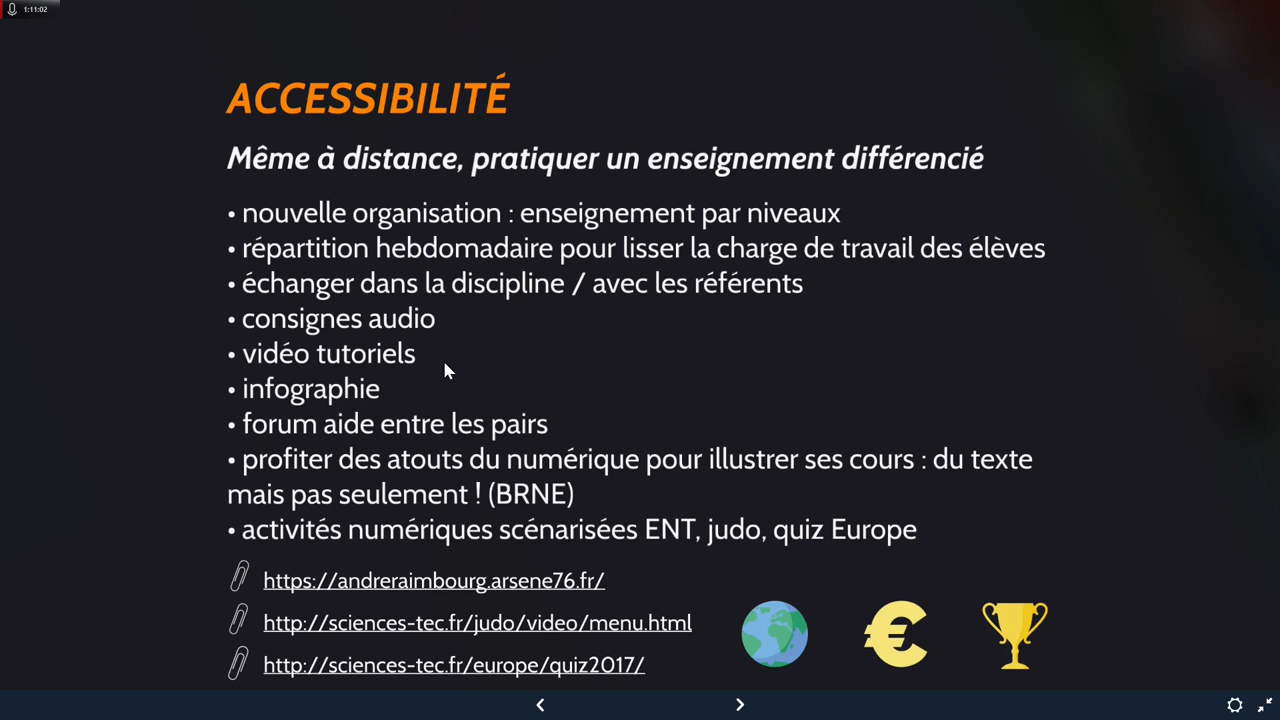 1:11:02
ACCESSIBILITÉ
Même à distance, pratiquer un enseignement différencié
• nouvelle organisation : enseignement par niveaux
• répartition hebdomadaire pour lisser la charge de travail des élèves
• échanger dans la discipline / avec les référents
• consignes audio
• vidéo tutoriels
• infographie
• forum aide entre les pairs
• profiter des atouts du numérique pour illustrer ses cours : du texte
mais pas seulement ! (BRNE)
• activités numériques scénarisées ENT, judo, quiz Europe
https://andreraimbourg.arsene76.fr/
http://sciences-tec.fr/judo/video/menu.html
http://sciences-tec.fr/europe/quiz2017/